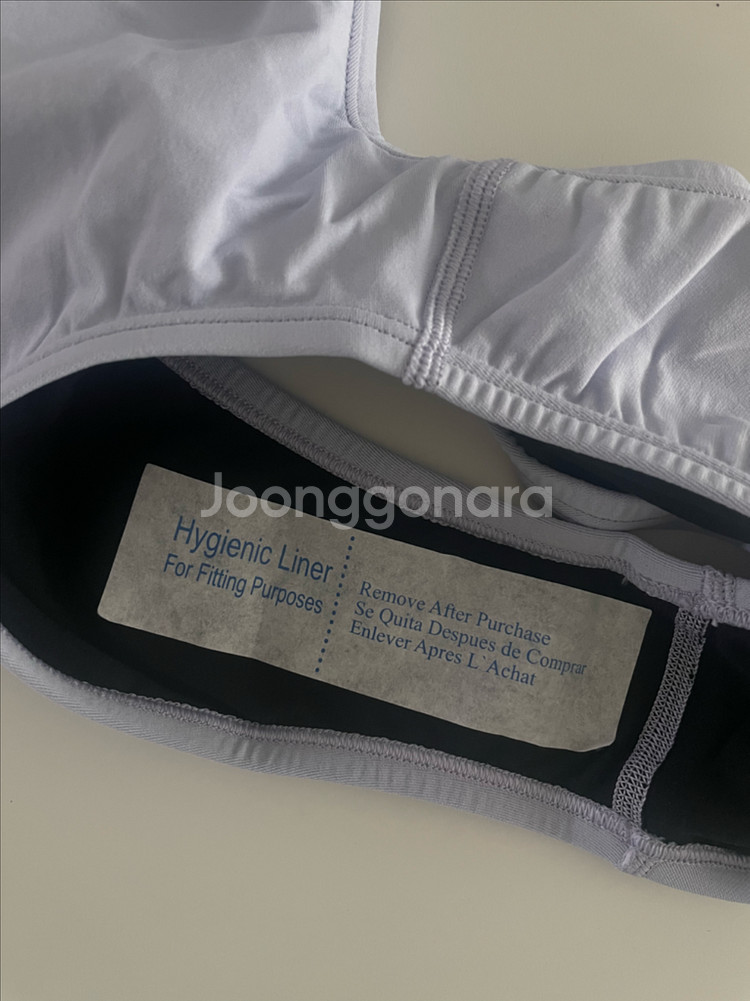 Joonggonara
Hygienic Liner
For Fitting Purposes
Remove After Purchase
Se Quita Despues de Comprar
Enlever Apres L`Achat